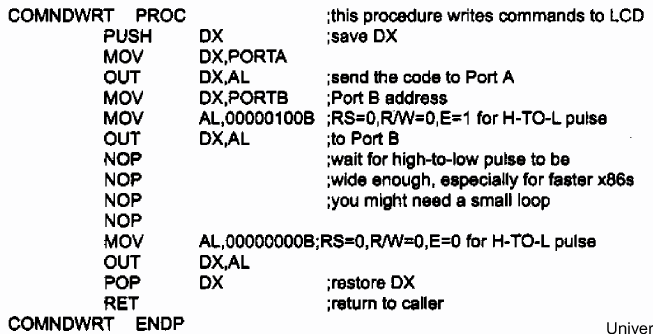 COMNDWRT PROC ;this procedure writes commands to LCD
PUSH DX ;save DX
MOV DX,PORTA
OUT DX,AL ;send the code to Port A
MOV DX,PORTB ;Port B address
MOV AL,00000100B ;RS=0,R/W=0,E=1 for H-TO-L pulse
OUT DX,AL ;to Port B
NOP ;wait for high-to-low pulse to be
NOP ;wide enough, especially for faster x86s
NOP ;you might need a small loop
NOP
MOV AL,00000000B;RS=0,R/W=0,E=0 for H-TO-L pulse
OUT DX,AL
POP DX ;restore DX
RET ;return to caller
COMNDWRT ENDP
Univer